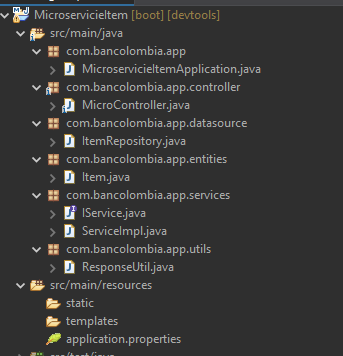 MicroservicieItem [boot] [devtools]
src/main/java
com.bancolombia.app
MicroservicieItemApplication.java
com.bancolombia.app.controller
MicroController.java
com.bancolombia.app.datasource
ItemRepository.java
com.bancolombia.app.entities
Item.java
com.bancolombia.app.services
IService.java
ServiceImpl.java
com.bancolombia.app.utils
ResponseUtil.java
src/main/resources
static
templates
application.properties
src/test/java